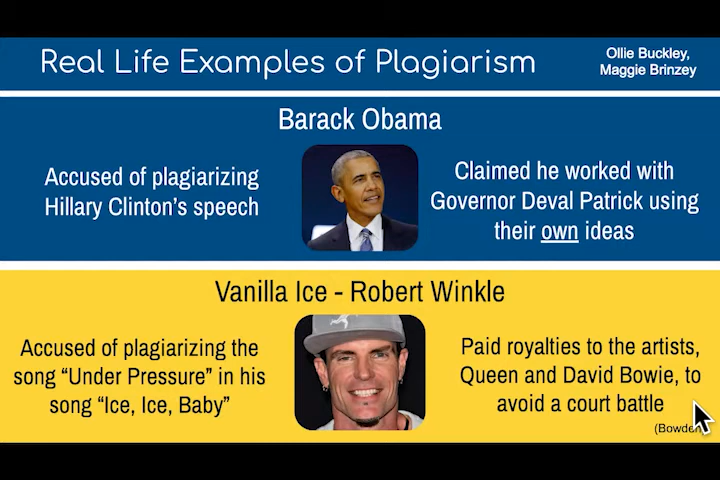 Real Life Examples of Plagiarism
Ollie Buckley,
Maggie Brinzey
Barack Obama
Accused of plagiarizing
Hillary Clinton's speech
Claimed he worked with
Governor Deval Patrick using
their own ideas
Vanilla Ice - Robert Winkle
Accused of plagiarizing the
song “Under Pressure” in his
song “Ice, Ice, Baby”
Paid royalties to the artists,
Queen and David Bowie, to
avoid a court battle